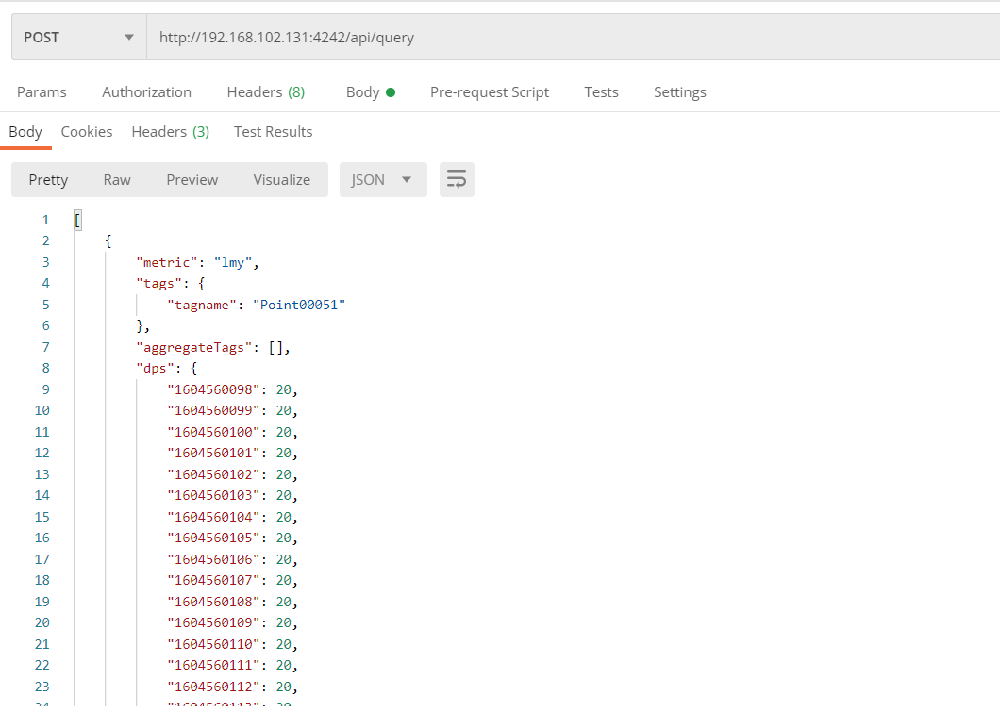 POST http://192.168.102.131:4242/api/query
Params Authorization Headers (8) Body Pre-request Script Tests Settings
Body Cookies Headers (3) Test Results
Pretty Raw Preview Visualize JSON
1 [
2 {
3 "metric": "lmy",
4 "tags": {
5 "tagname": "Point00051"
6 },
7 "aggregateTags": [],
8 "dps": {
9 "1604560098": 20,
10 "1604560099": 20,
11 "1604560100": 20,
12 "1604560101": 20,
13 "1604560102": 20,
14 "1604560103": 20,
15 "1604560104": 20,
16 "1604560105": 20,
17 "1604560106": 20,
18 "1604560107": 20,
19 "1604560108": 20,
20 "1604560109": 20,
21 "1604560110": 20,
22 "1604560111": 20,
23 "1604560112": 20,
24 "1604560113": 20,